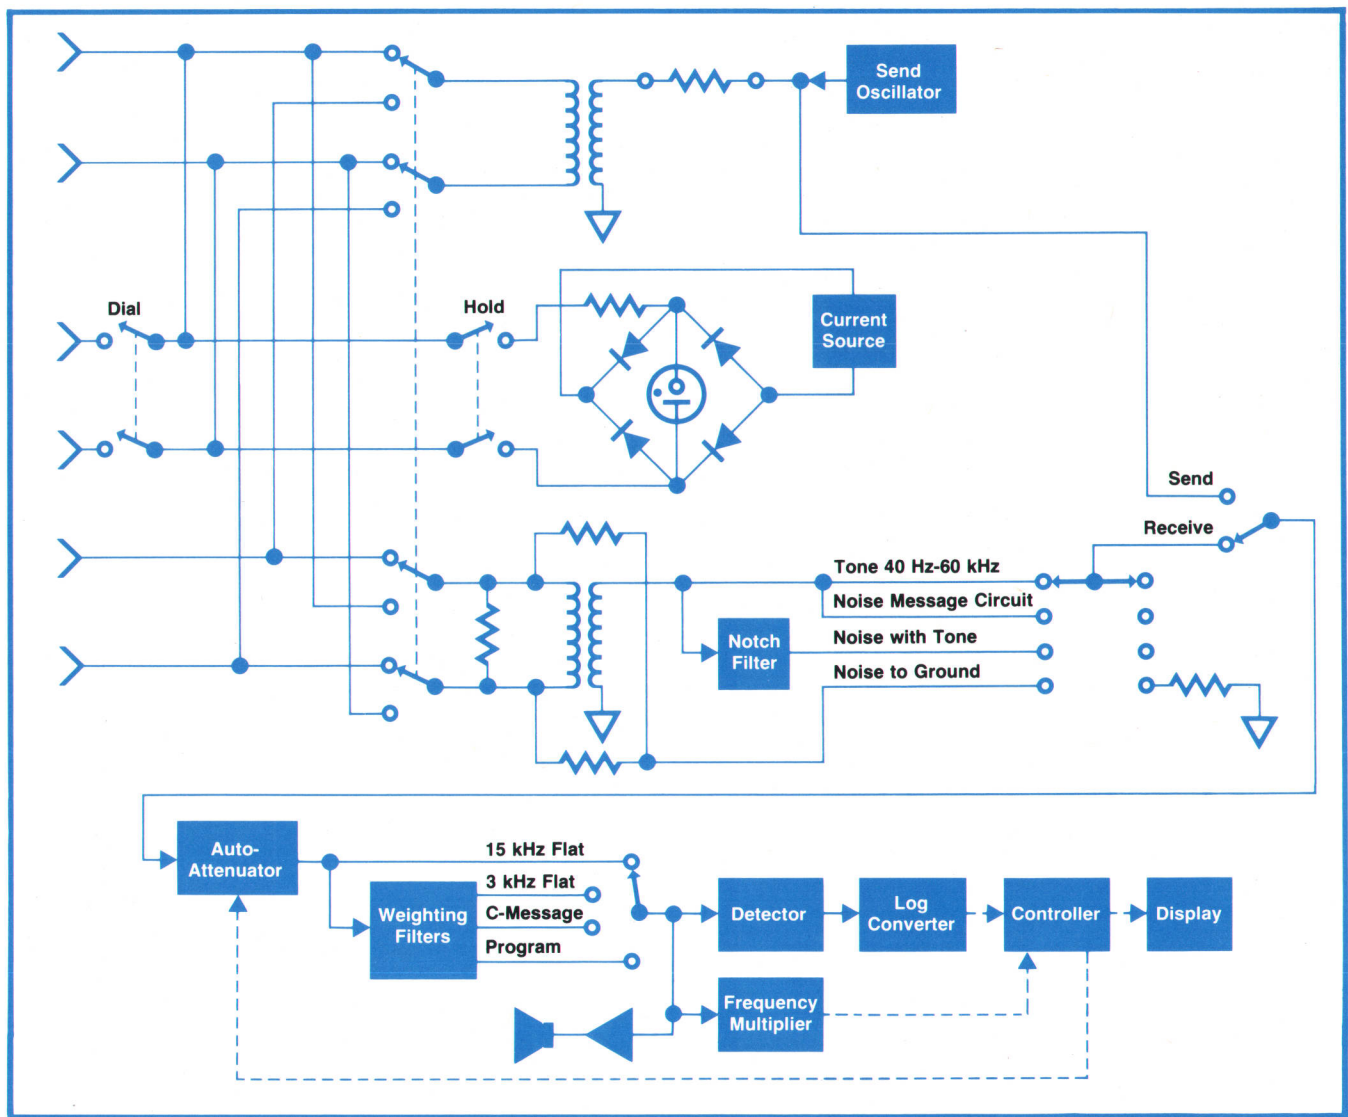 Send
Oscillator
Dial
Hold
Current
Source
Send
Receive
Tone 40 Hz-60 kHz
Noise Message Circuit
Notch
Filter
Noise with Tone
Noise to Ground
Auto-
Attenuator
15 kHz Flat
3 kHz Flat
C-Message
Program
Weighting
Filters
Detector
Log
Converter
Controller
Display
Frequency
Multiplier